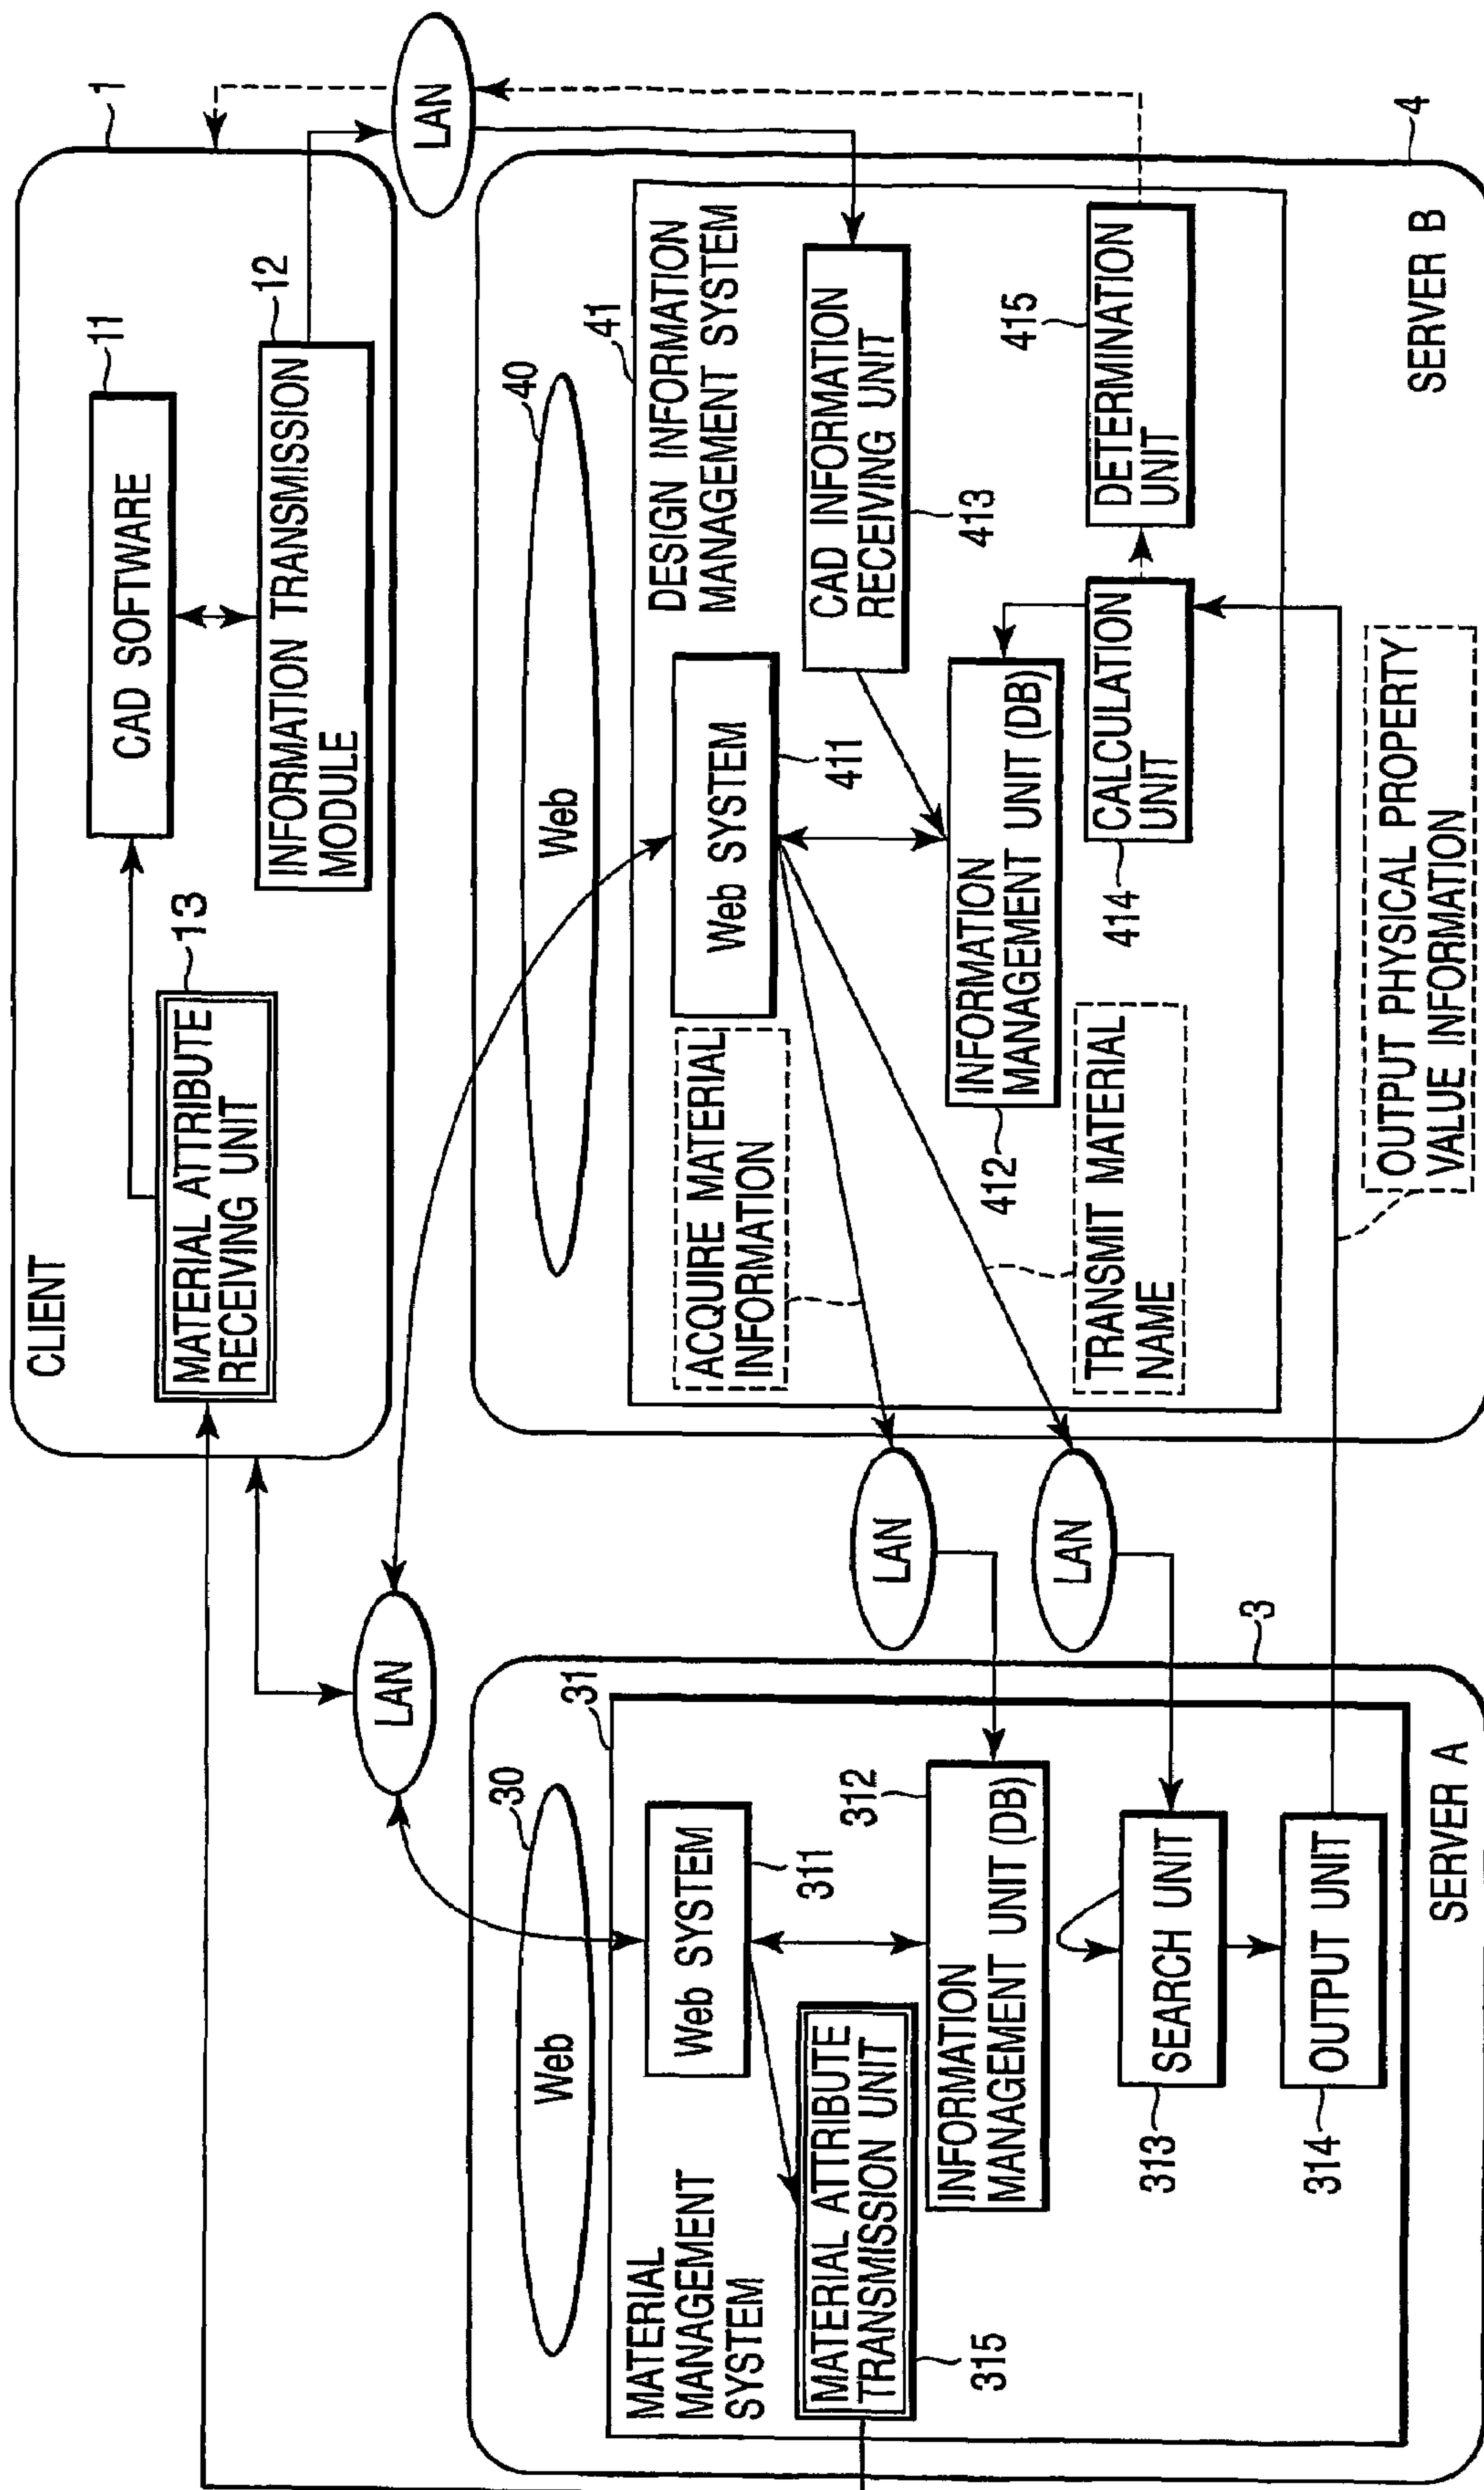 CLIENT
1
MATERIAL ATTRIBUTE
RECEIVING UNIT
13
CAD SOFTWARE
11
INFORMATION TRANSMISSION
MODULE
12
LAN
LAN
Web
30
31
MATERIAL
MANAGEMENT
SYSTEM
Web SYSTEM
311
MATERIAL ATTRIBUTE
TRANSMISSION UNIT
315
INFORMATION
MANAGEMENT UNIT (DB)
312
SEARCH UNIT
313
OUTPUT UNIT
314
SERVER A
3
LAN
LAN
Web
40
41
DESIGN INFORMATION
MANAGEMENT SYSTEM
Web SYSTEM
411
ACQUIRE MATERIAL
INFORMATION
CAD INFORMATION
RECEIVING UNIT
413
INFORMATION
MANAGEMENT UNIT (DB)
412
TRANSMIT MATERIAL
NAME
CALCULATION
UNIT
414
DETERMINATION
UNIT
415
OUTPUT PHYSICAL PROPERTY
VALUE INFORMATION
SERVER B
4